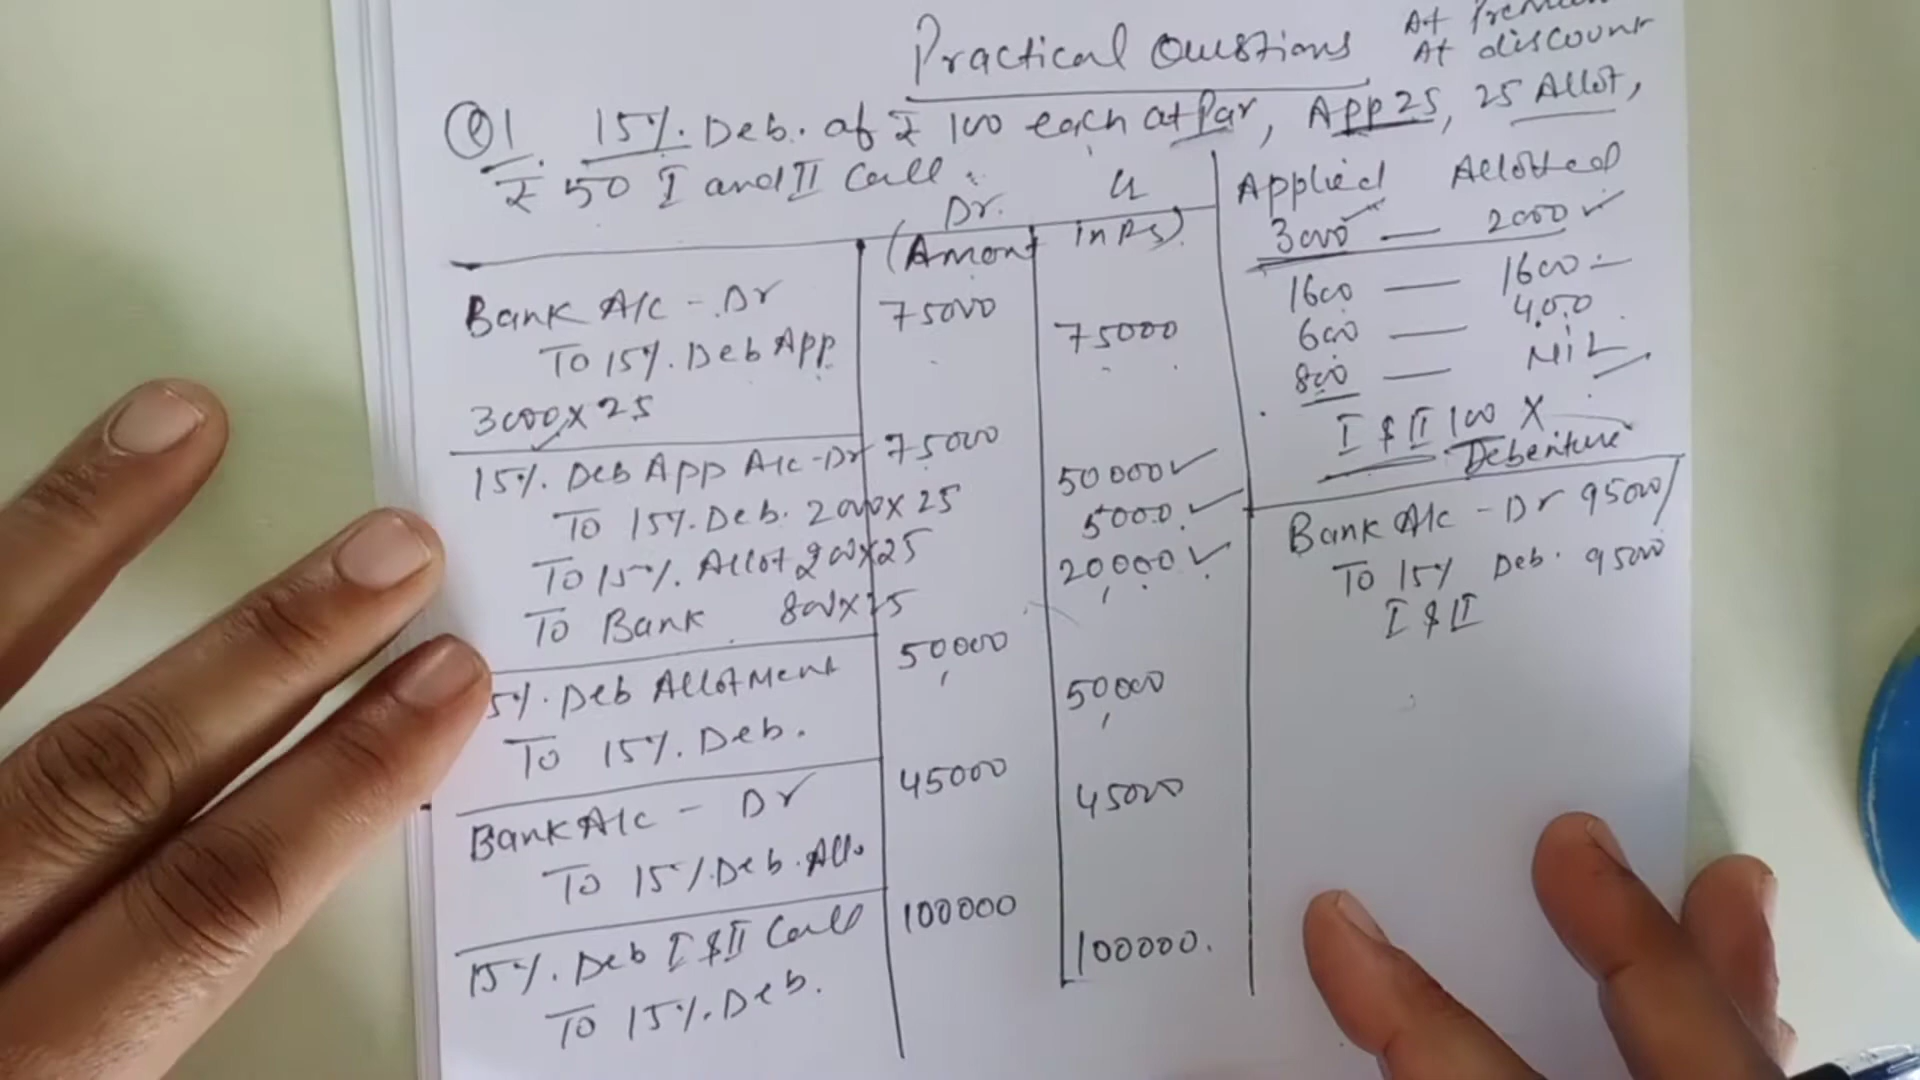 Practical Questions
At Premium
At discount
Q1. 15%. Deb. of ₹ 100 each at Par, App 25, 25 Allot,
₹ 50 I and II Call.
Dr. Cr
(Amont in Rs)
Bank A/c - Dr 75000
To 15%. Deb App 75000
3000 X 25
15%. Deb App A/c - Dr 75000
To 15%. Deb. 2000 X 25 50000 ✓
To 15%. Allot 200 X 25 5000. ✓
To Bank 800 X 25 20000 ✓
5%. Deb Allotment 50000
To 15%. Deb. 50000
Bank A/c - Dr 45000
To 15%. Deb. Allo 45000
15%. Deb I & II Call 100000
To 15%. Deb. 100000.
Applied Allotted
3000 ✓ — 2000 ✓
1600 — 1600
600 — 400
800 — NIL
I & II 100 X
Debenture
Bank A/c - Dr 95000/
To 15% Deb. 95000
I & II